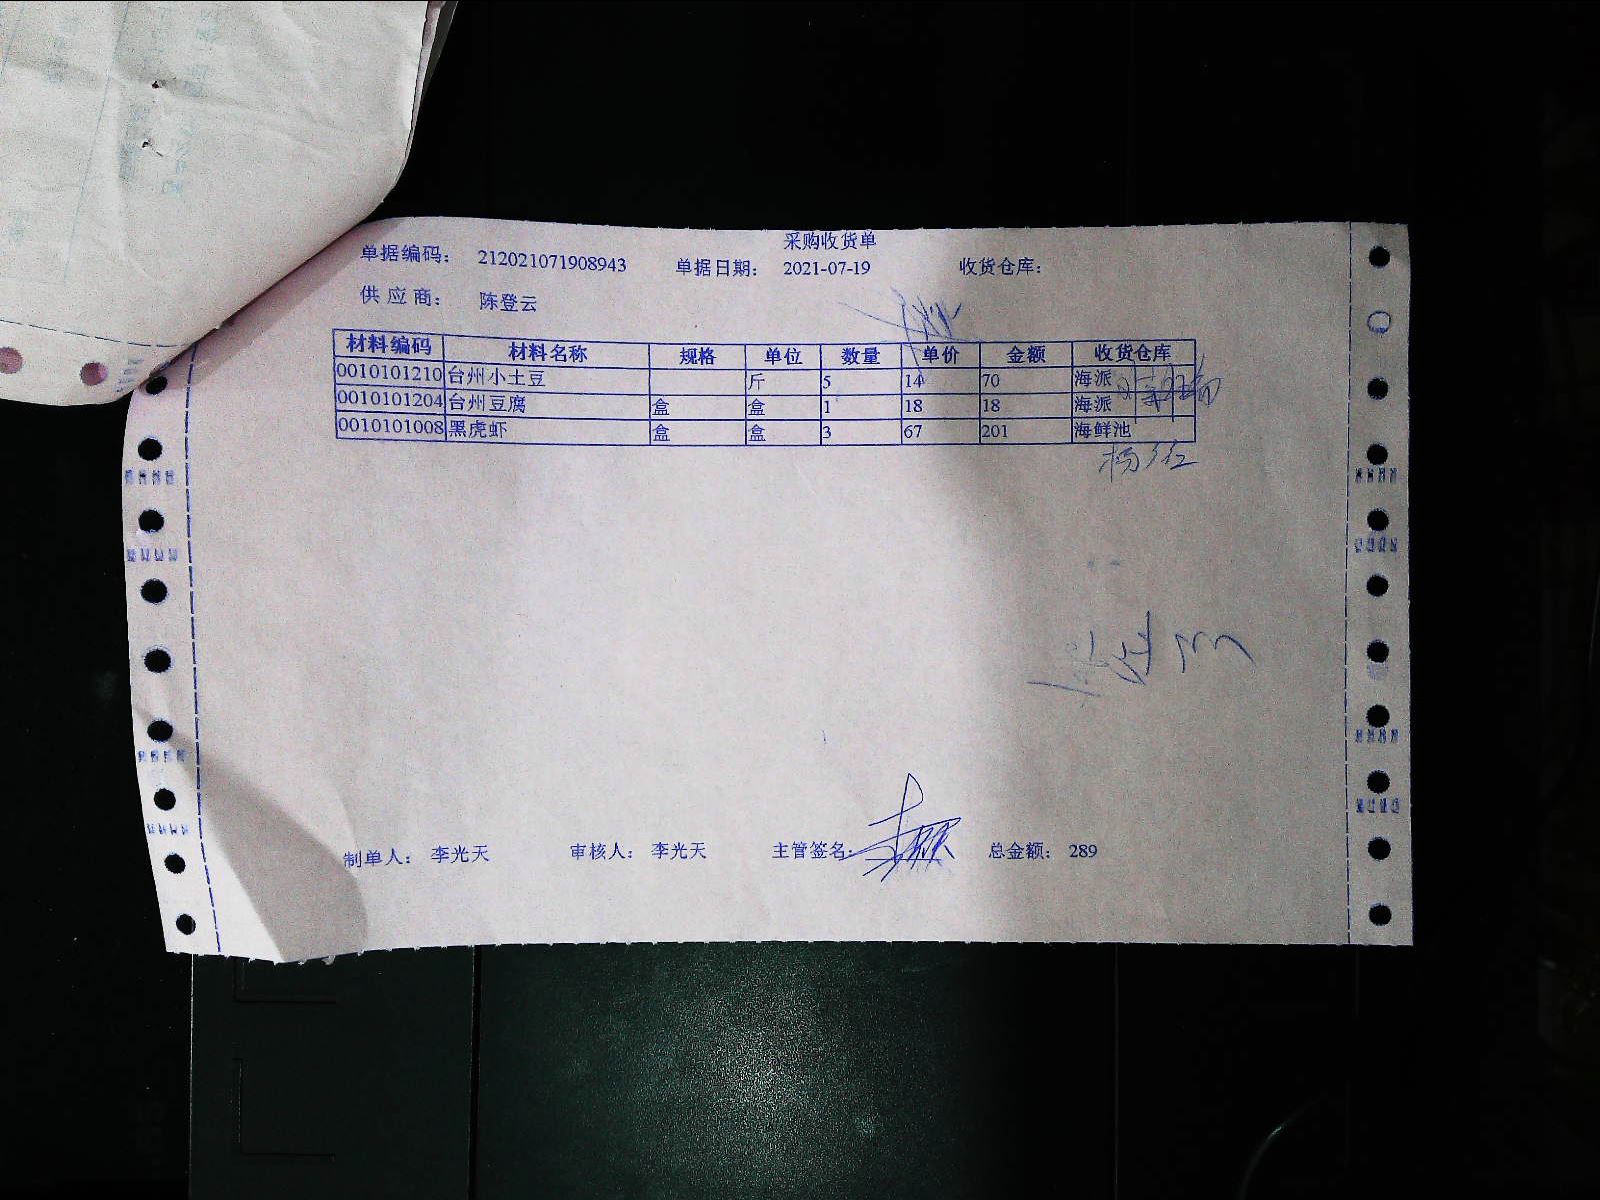 采购收货单
单据编码： 212021071908943 单据日期： 2021-07-19 收货仓库：
供 应 商： 陈登云
材料编码 材料名称 规格 单位 数量 单价 金额 收货仓库
0010101210 台州小土豆 斤 5 14 70 海派
0010101204 台州豆腐 盒 盒 1 18 18 海派
0010101008 黑虎虾 盒 盒 3 67 201 海鲜池
制单人： 李光天 审核人： 李光天 主管签名： 总金额： 289